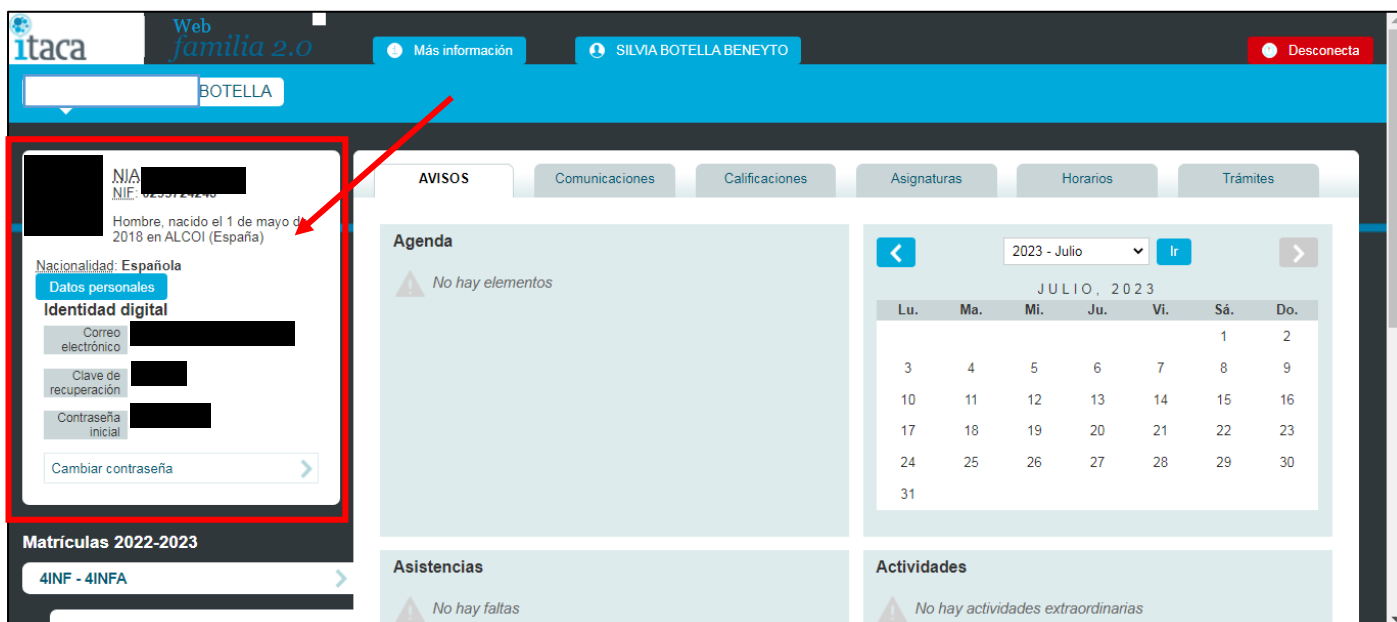 itaca
Web
familia 2.0
Más información
SILVIA BOTELLA BENEYTO
Desconecta
BOTELLA
NIA
NIF:
Hombre, nacido el 1 de mayo d
2018 en ALCOI (España)
Nacionalidad: Española
Datos personales
Identidad digital
Correo
electrónico
Clave de
recuperación
Contraseña
inicial
Cambiar contraseña
Matrículas 2022-2023
4INF - 4INFA
AVISOS Comunicaciones Calificaciones Asignaturas Horarios Trámites
Agenda
No hay elementos
2023 - Julio Ir
JULIO, 2023
Lu. Ma. Mi. Ju. Vi. Sá. Do.
1 2
3 4 5 6 7 8 9
10 11 12 13 14 15 16
17 18 19 20 21 22 23
24 25 26 27 28 29 30
31
Asistencias
No hay faltas
Actividades
No hay actividades extraordinarias